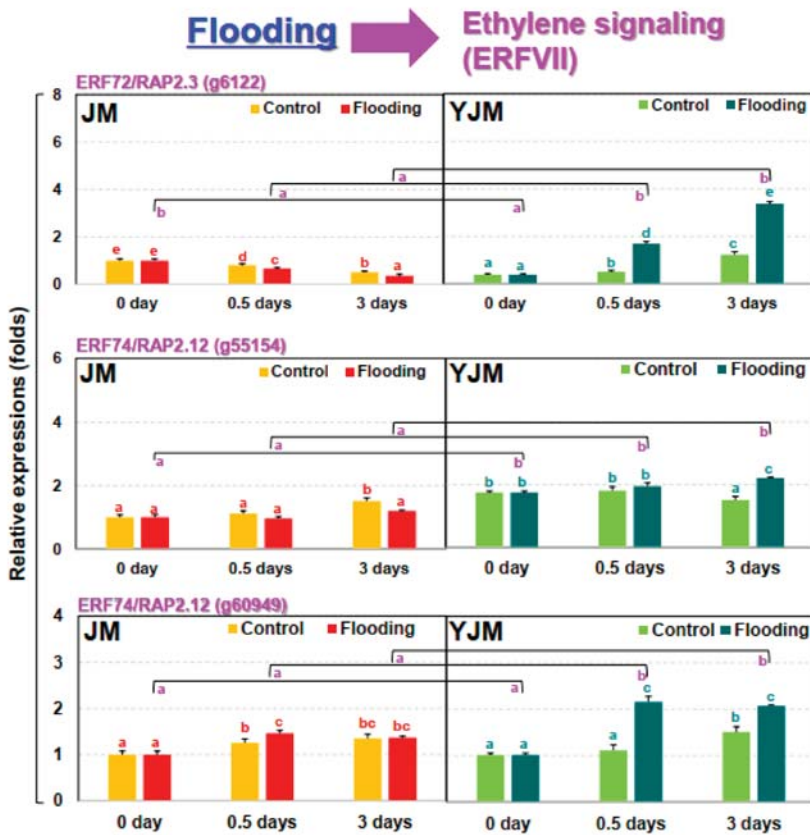 Flooding
Ethylene signaling
(ERFVII)
Relative expressions (folds)
ERF72/RAP2.3 (g6122)
JM
Control
Flooding
YJM
Control
Flooding
8
6
4
2
0
b
a
a
a
b
b
e
e
d
c
b
a
a
a
b
d
c
e
0 day
0.5 days
3 days
0 day
0.5 days
3 days
ERF74/RAP2.12 (g55154)
JM
Control
Flooding
YJM
Control
Flooding
6
4
2
0
a
a
a
b
b
b
a
a
a
a
b
a
b
b
b
b
a
c
0 day
0.5 days
3 days
0 day
0.5 days
3 days
ERF74/RAP2.12 (g60949)
JM
Control
Flooding
YJM
Control
Flooding
4
3
2
1
0
a
a
a
a
b
b
a
a
b
c
bc
bc
a
a
a
c
b
c
0 day
0.5 days
3 days
0 day
0.5 days
3 days